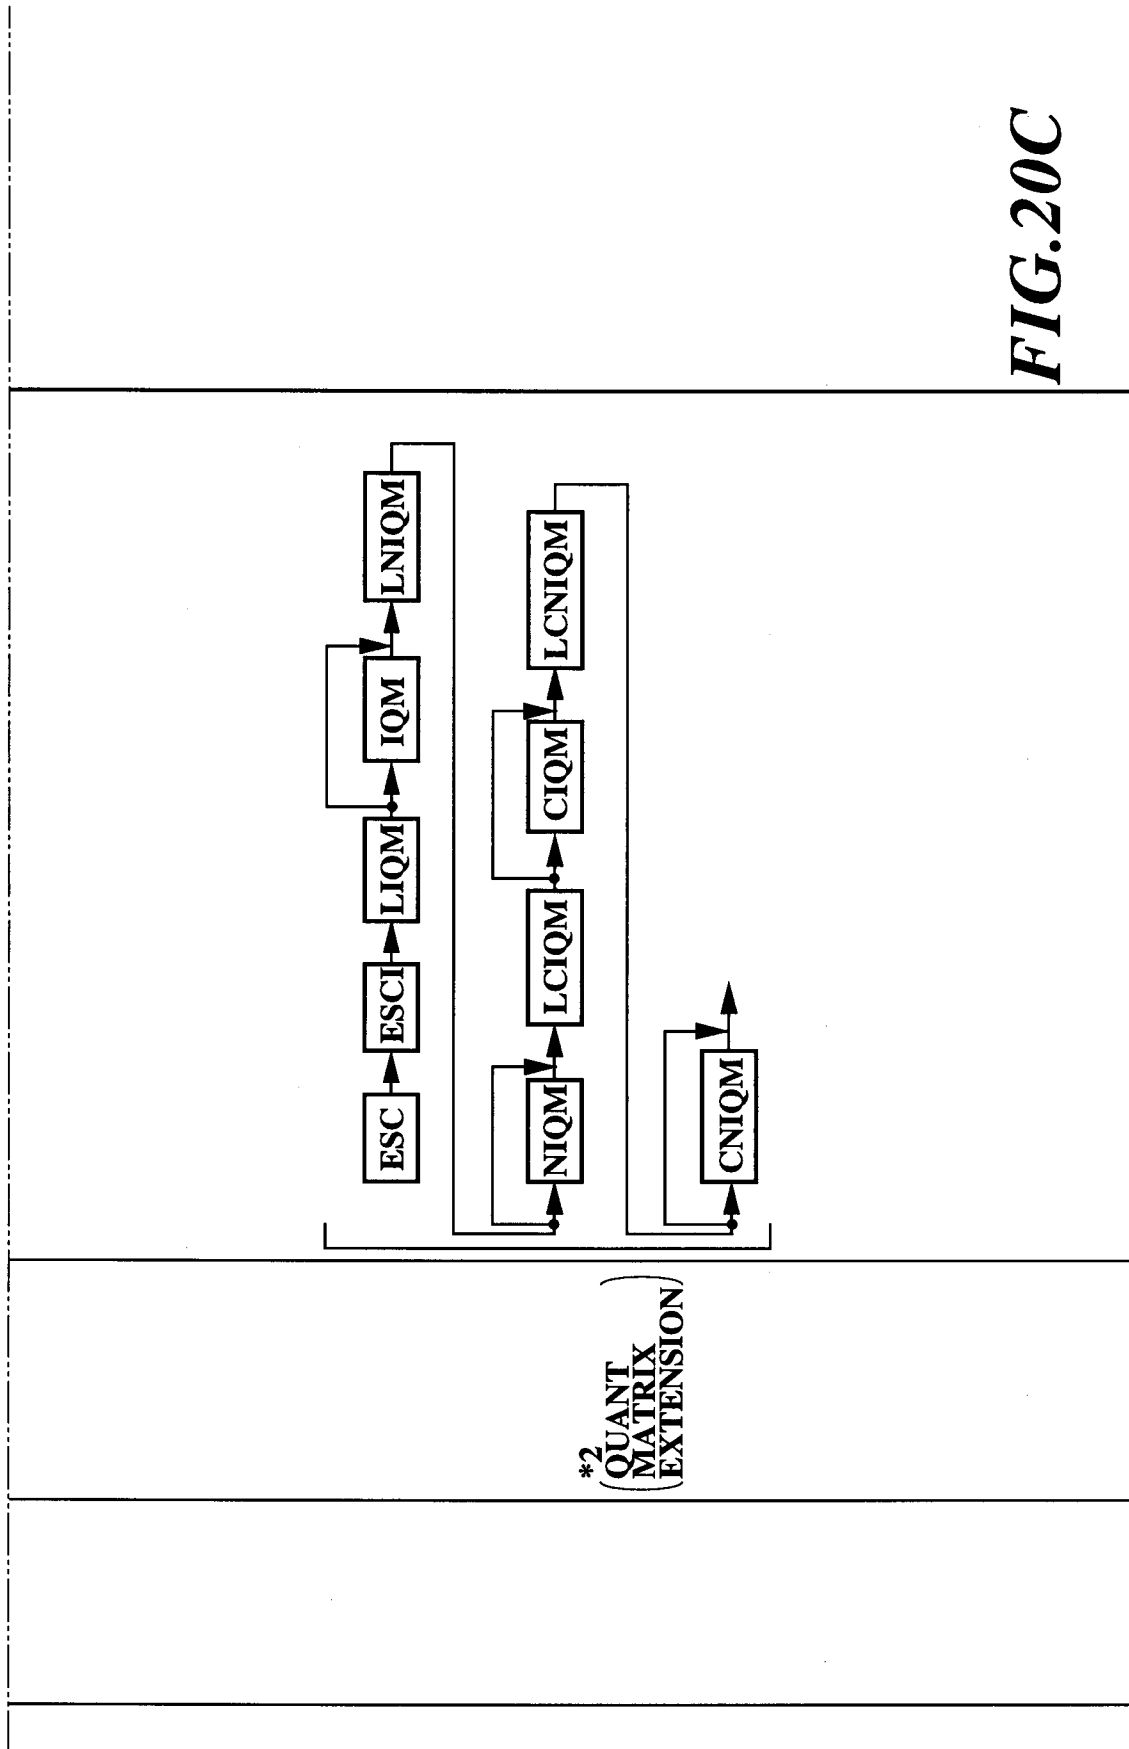 *2
(QUANT
MATRIX
EXTENSION)
ESC ESCI LIQM IQM LNIQM
NIQM LCIQM CIQM LCNIQM
CNIQM
FIG.20C